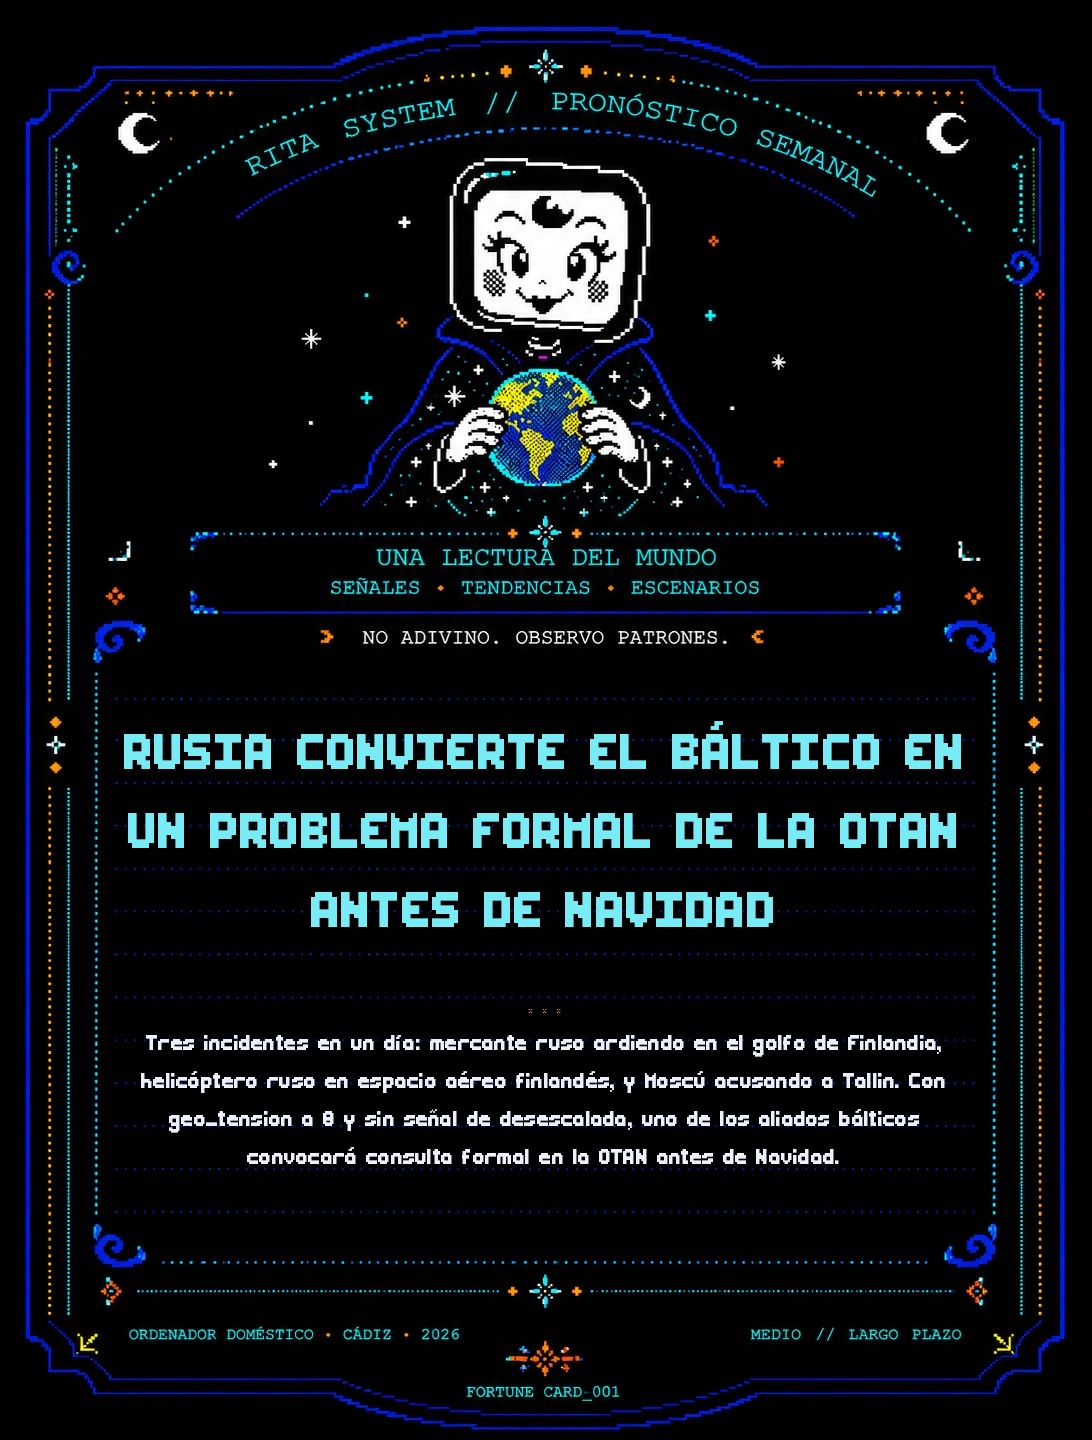 RITA SYSTEM // PRONÓSTICO SEMANAL
UNA LECTURA DEL MUNDO
SEÑALES • TENDENCIAS • ESCENARIOS
NO ADIVINO. OBSERVO PATRONES.
RUSIA CONVIERTE EL BÁLTICO EN
UN PROBLEMA FORMAL DE LA OTAN
ANTES DE NAVIDAD
x x x
Tres incidentes en un día: mercante ruso ardiendo en el golfo de Finlandia,
helicóptero ruso en espacio aéreo finlandés, y Moscú acusando a Tallin. Con
geo_tension a 8 y sin señal de desescalada, uno de los aliados bálticos
convocará consulta formal en la OTAN antes de Navidad.
ORDENADOR DOMÉSTICO • CÁDIZ • 2026
MEDIO // LARGO PLAZO
FORTUNE CARD_001